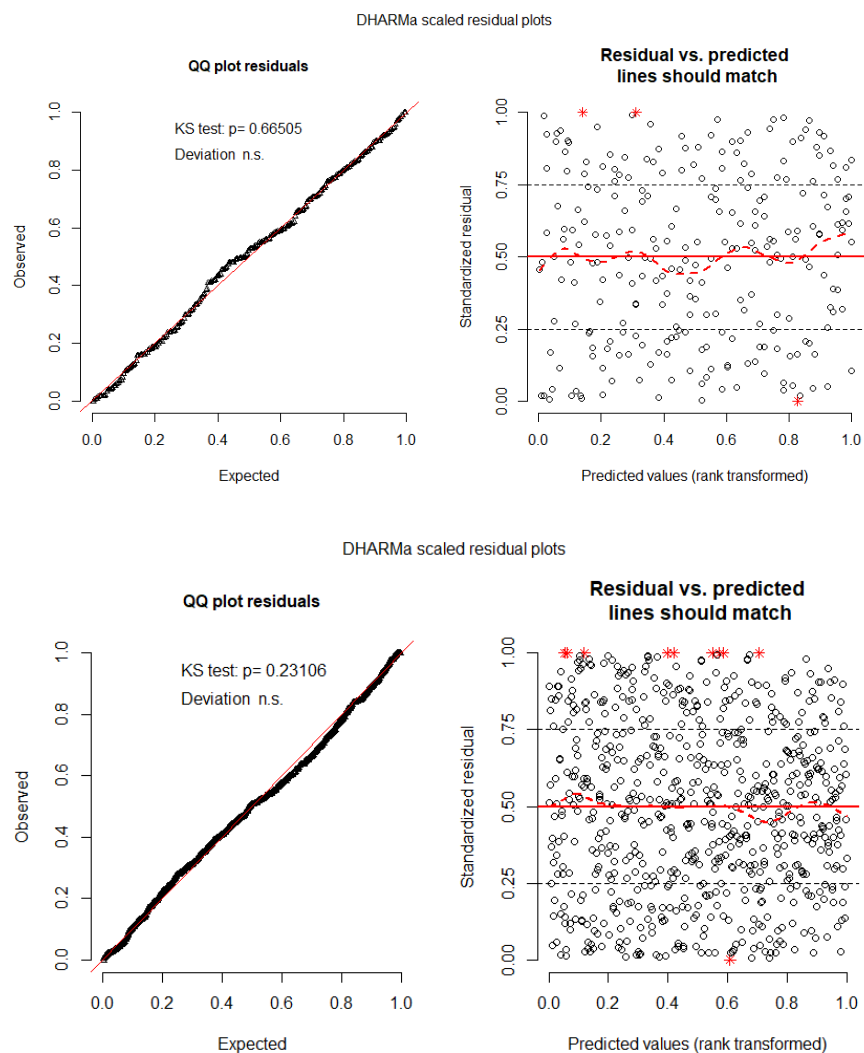 DHARMa scaled residual plots
QQ plot residuals
KS test: p= 0.66505
Deviation n.s.
Observed
0.0 0.2 0.4 0.6 0.8 1.0
0.0 0.2 0.4 0.6 0.8 1.0
Expected
Residual vs. predicted
lines should match
Standardized residual
0.00 0.25 0.50 0.75 1.00
0.0 0.2 0.4 0.6 0.8 1.0
Predicted values (rank transformed)
DHARMa scaled residual plots
QQ plot residuals
KS test: p= 0.23106
Deviation n.s.
Observed
0.0 0.2 0.4 0.6 0.8 1.0
0.0 0.2 0.4 0.6 0.8 1.0
Expected
Residual vs. predicted
lines should match
Standardized residual
0.00 0.25 0.50 0.75 1.00
0.0 0.2 0.4 0.6 0.8 1.0
Predicted values (rank transformed)